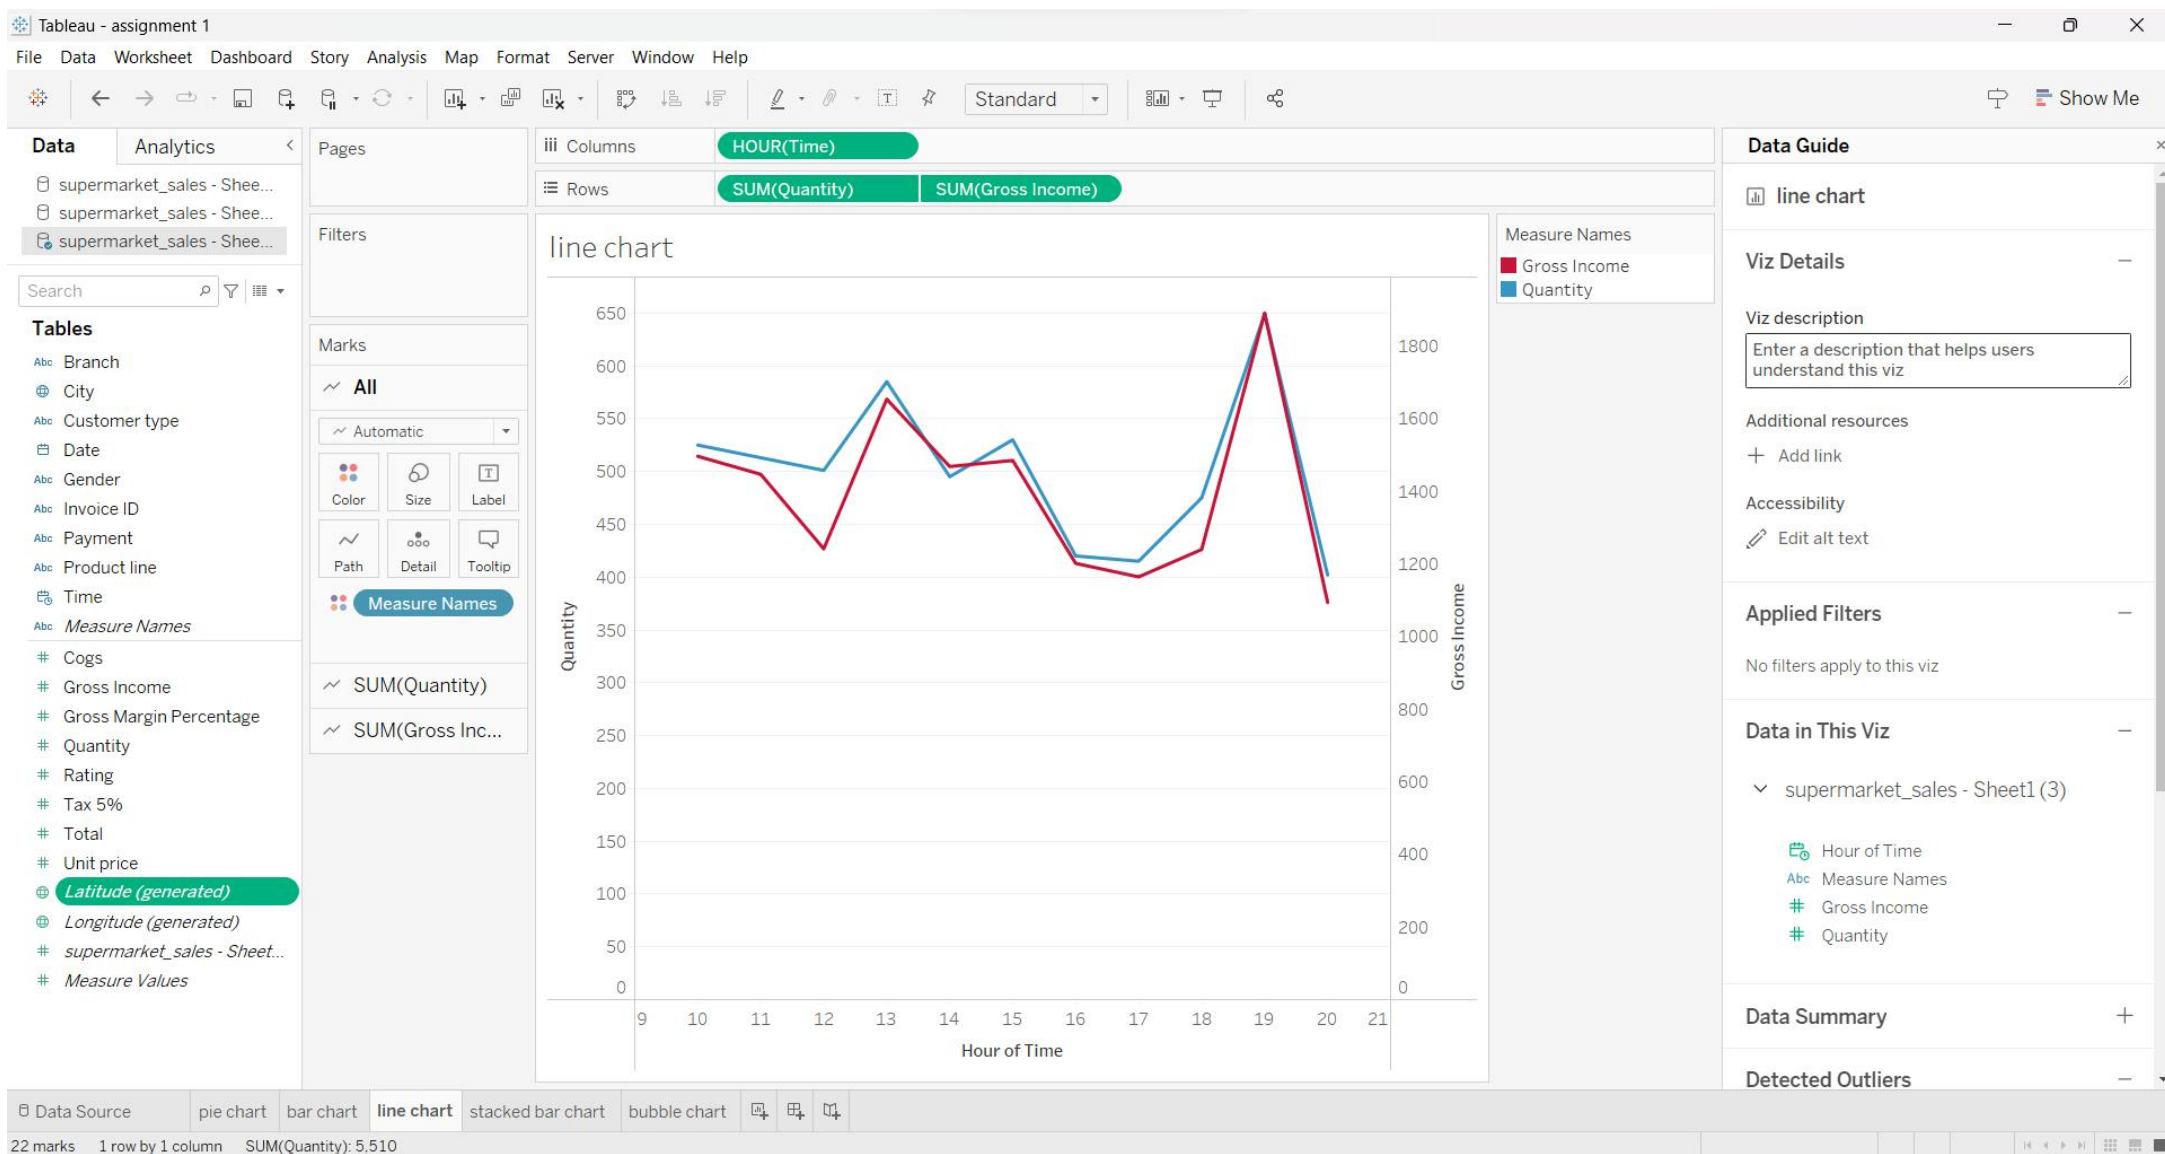 Tableau - assignment 1
File Data Worksheet Dashboard Story Analysis Map Format Server Window Help
Standard
Show Me
Data
Analytics
supermarket_sales - Shee...
supermarket_sales - Shee...
supermarket_sales - Shee...
Search
Tables
Abc Branch
City
Abc Customer type
Date
Abc Gender
Abc Invoice ID
Abc Payment
Abc Product line
Time
Abc Measure Names
# Cogs
# Gross Income
# Gross Margin Percentage
# Quantity
# Rating
# Tax 5%
# Total
# Unit price
Latitude (generated)
Longitude (generated)
# supermarket_sales - Sheet...
# Measure Values
Pages
Filters
Marks
All
Automatic
Color Size Label
Path Detail Tooltip
Measure Names
SUM(Quantity)
SUM(Gross Inc...
iii Columns
HOUR(Time)
Rows
SUM(Quantity) SUM(Gross Income)
line chart
650
600
550
500
450
400
350
300
250
200
150
100
50
0
Quantity
1800
1600
1400
1200
1000
800
600
400
200
0
Gross Income
9 10 11 12 13 14 15 16 17 18 19 20 21
Hour of Time
Measure Names
Gross Income
Quantity
Data Guide
line chart
Viz Details
Viz description
Enter a description that helps users
understand this viz
Additional resources
+ Add link
Accessibility
Edit alt text
Applied Filters
No filters apply to this viz
Data in This Viz
supermarket_sales - Sheet1 (3)
Hour of Time
Abc Measure Names
# Gross Income
# Quantity
Data Summary
Detected Outliers
Data Source pie chart bar chart line chart stacked bar chart bubble chart
22 marks 1 row by 1 column SUM(Quantity): 5,510